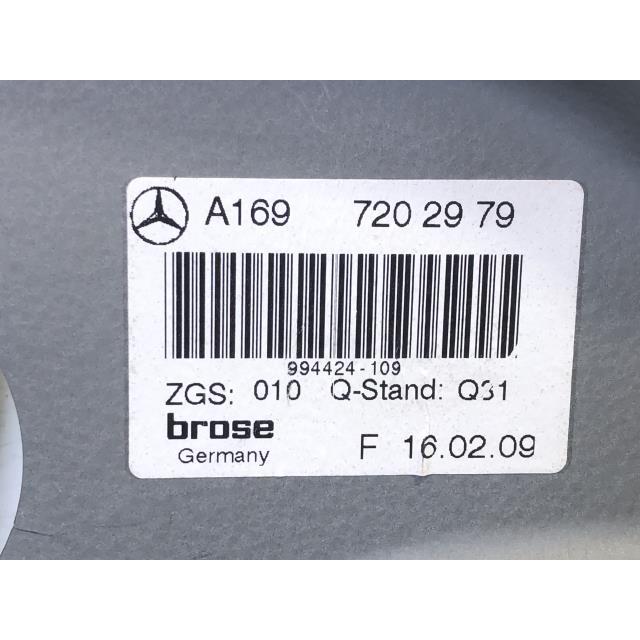 A169 720 29 79
994424-109
ZGS: 010 Q-Stand: Q31
brose
Germany F 16.02.09